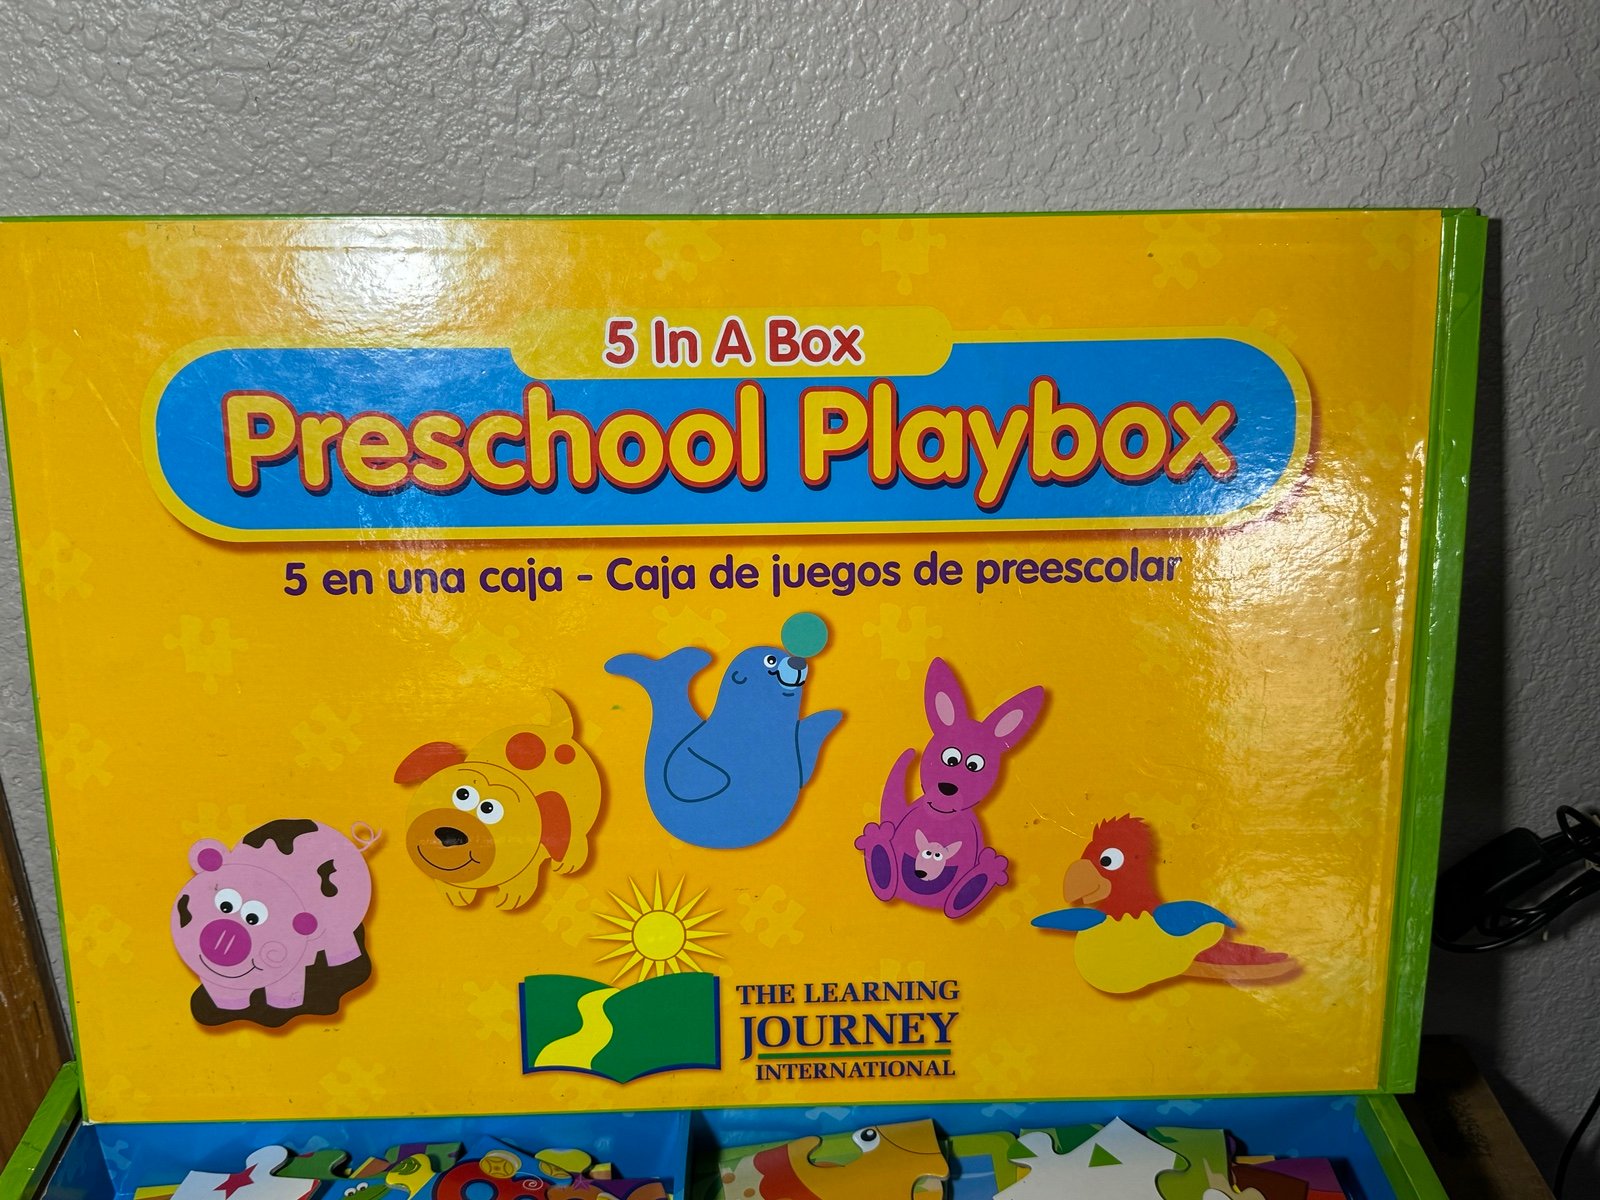 5 In A Box
Preschool Playbox
5 en una caja - Caja de juegos de preescolar
THE LEARNING
JOURNEY
INTERNATIONAL